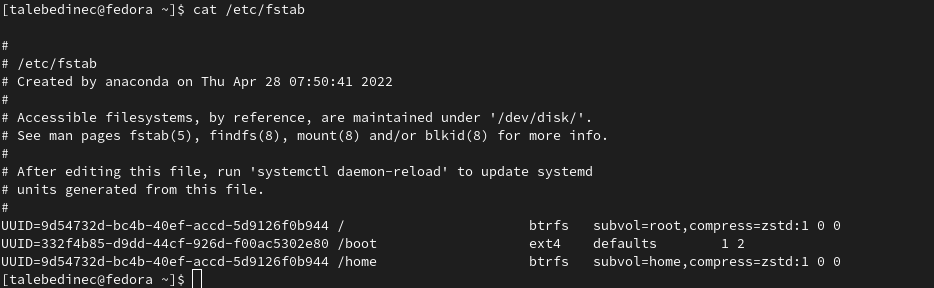 [talebedinec@fedora ~]$ cat /etc/fstab
#
# /etc/fstab
# Created by anaconda on Thu Apr 28 07:50:41 2022
#
# Accessible filesystems, by reference, are maintained under '/dev/disk/'.
# See man pages fstab(5), findfs(8), mount(8) and/or blkid(8) for more info.
#
# After editing this file, run 'systemctl daemon-reload' to update systemd
# units generated from this file.
#
UUID=9d54732d-bc4b-40ef-accd-5d9126f0b944 /                       btrfs   subvol=root,compress=zstd:1 0 0
UUID=332f4b85-d9dd-44cf-926d-f00ac5302e80 /boot                   ext4    defaults        1 2
UUID=9d54732d-bc4b-40ef-accd-5d9126f0b944 /home                   btrfs   subvol=home,compress=zstd:1 0 0
[talebedinec@fedora ~]$